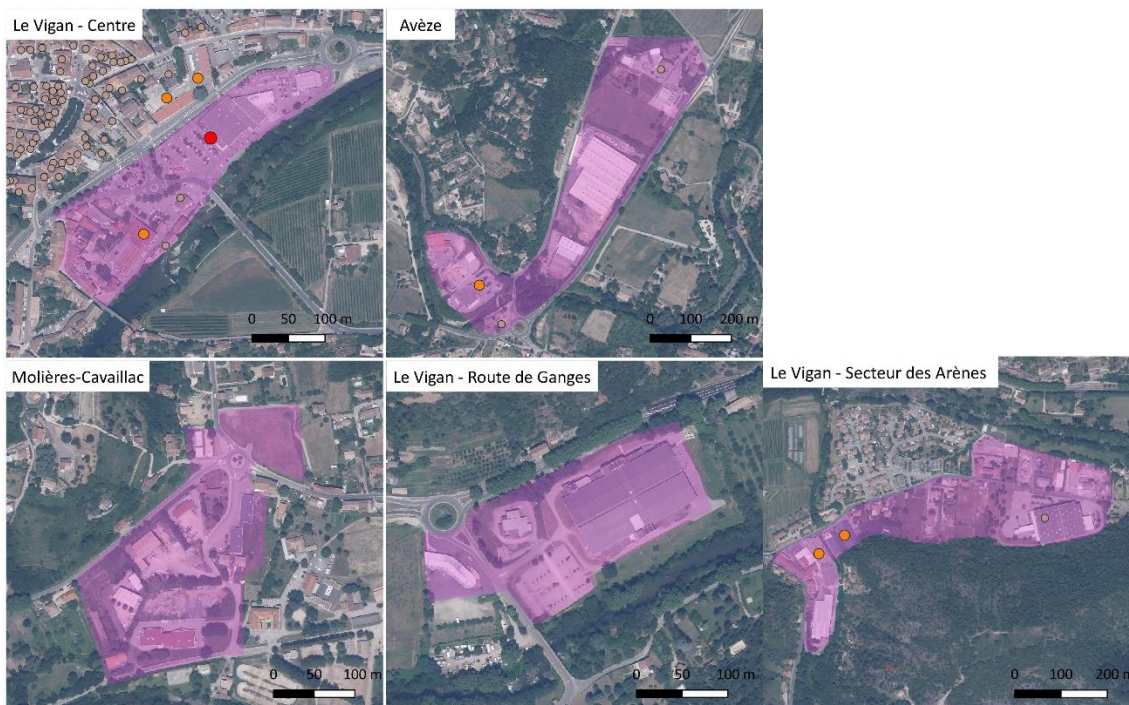 Le Vigan - Centre
Avèze
0 50 100 m
0 100 200 m
Molières-Cavaillac
Le Vigan - Route de Ganges
Le Vigan - Secteur des Arènes
0 50 100 m
0 50 100 m
0 100 200 m